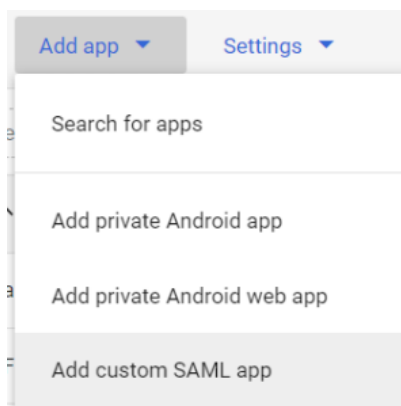 Add app Settings
Search for apps
Add private Android app
Add private Android web app
Add custom SAML app